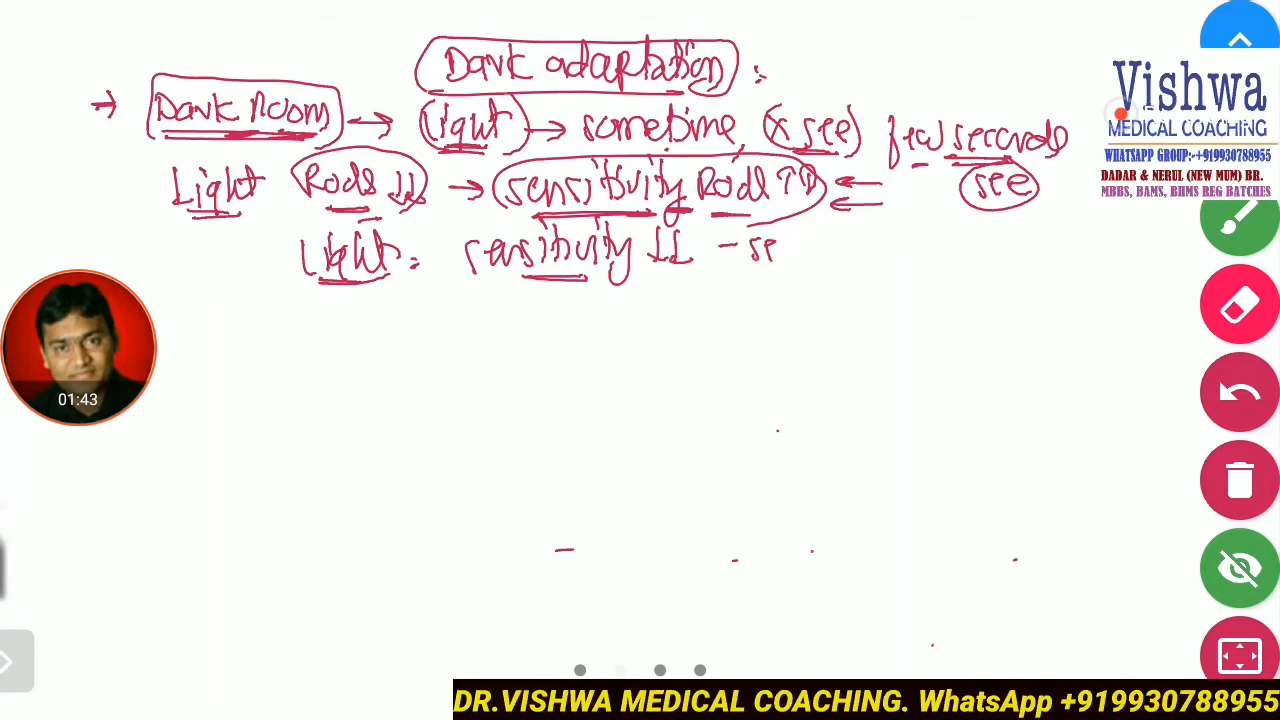 Dark adaptation :
→ Dark Room → Light → sometime (x see) few seconds
Light Rods ↓↓ → sensitivity Rods ↑↑ ← see
Light : sensitivity ↓↓ - se
01:43
Vishwa
MEDICAL COACHING
WHATSAPP GROUP:-+919930788955
DADAR & NERUL (NEW MUM) BR.
MBBS, BAMS, BHMS REG BATCHES
DR.VISHWA MEDICAL COACHING. WhatsApp +919930788955